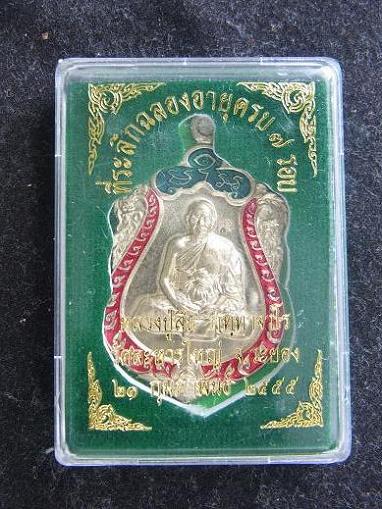 ที่ระลึกฉลองอายุครบ ๗ รอบ
หลวงปู่
วัดละหารใหญ่ จ.ระยอง
๒๑ กุมภาพันธ์ ๒๕๕๕